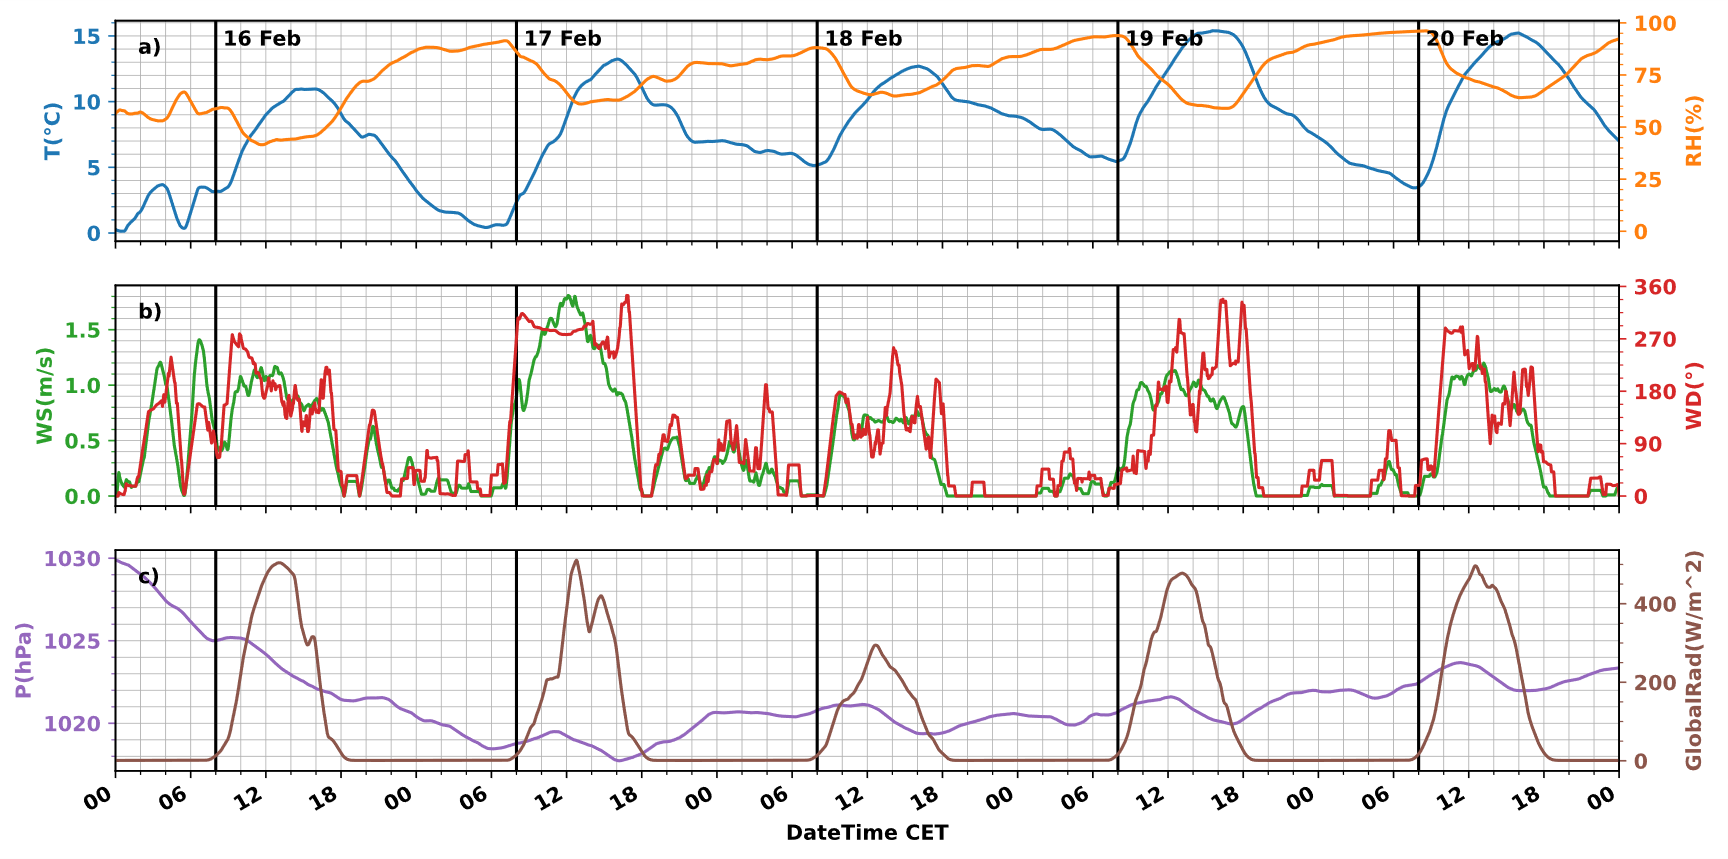 a)
16 Feb
17 Feb
18 Feb
19 Feb
20 Feb
T(°C)
15
10
5
0
100
75
50
25
0
RH(%)
b)
WS(m/s)
1.5
1.0
0.5
0.0
360
270
180
90
0
WD(°)
c)
P(hPa)
1030
1025
1020
400
200
0
GlobalRad(W/m^2)
00 06 12 18 00 06 12 18 00 06 12 18 00 06 12 18 00 06 12 18 00
DateTime CET